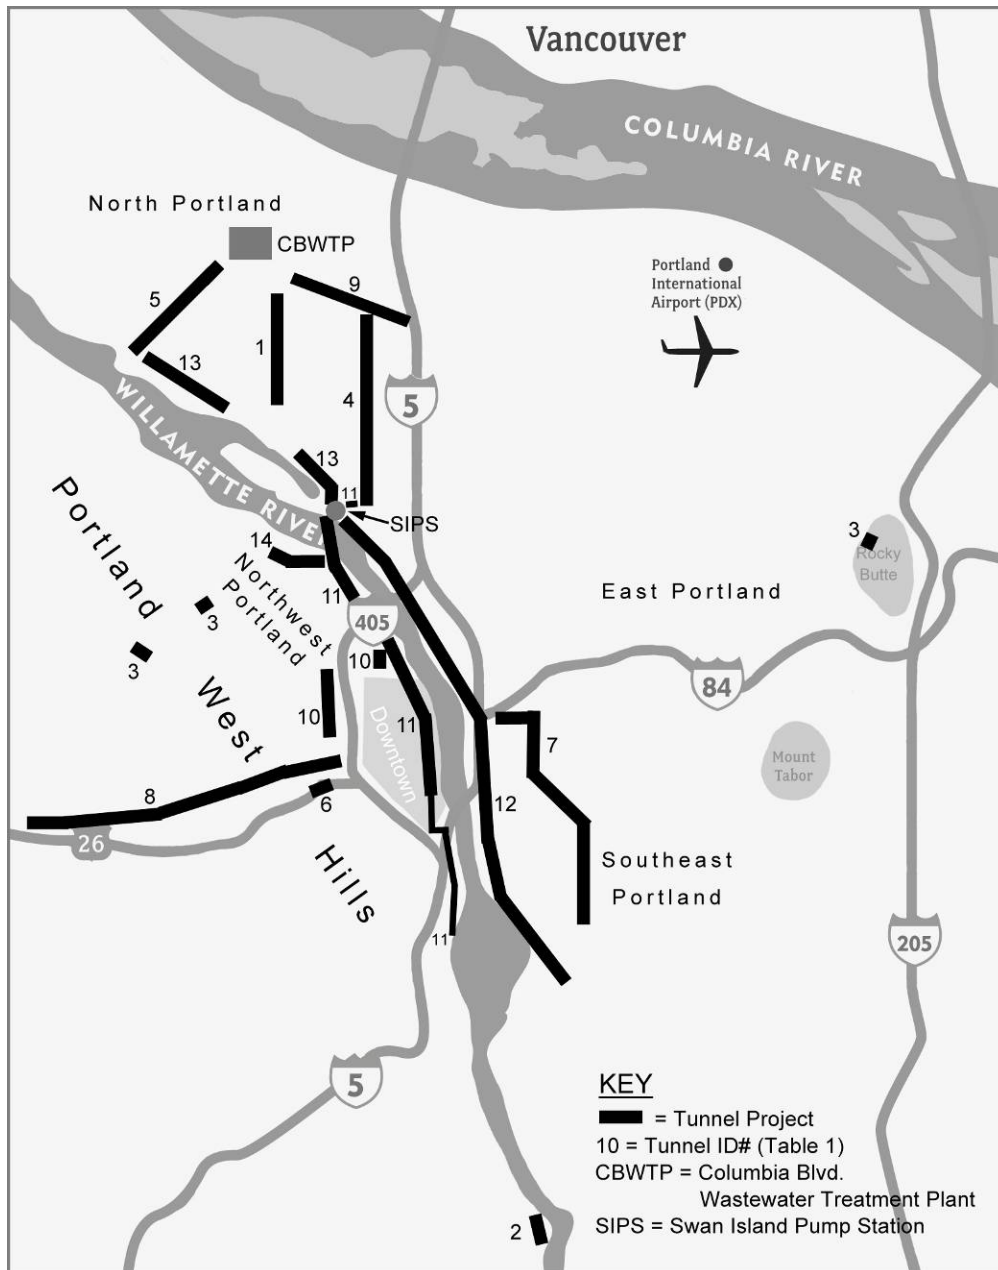 Vancouver
COLUMBIA RIVER
North Portland
CBWTP
Portland
International
Airport (PDX)
9
5
1
13
4
5
WILLAMETTE RIVER
13
11
SIPS
14
Northwest
Portland
11
3
Rocky
Butte
East Portland
Portland
West
Hills
3
3
405
10
84
10
11
Downtown
7
Mount
Tabor
8
6
12
26
Southeast
Portland
11
205
5
KEY
= Tunnel Project
10 = Tunnel ID# (Table 1)
CBWTP = Columbia Blvd.
Wastewater Treatment Plant
SIPS = Swan Island Pump Station
2